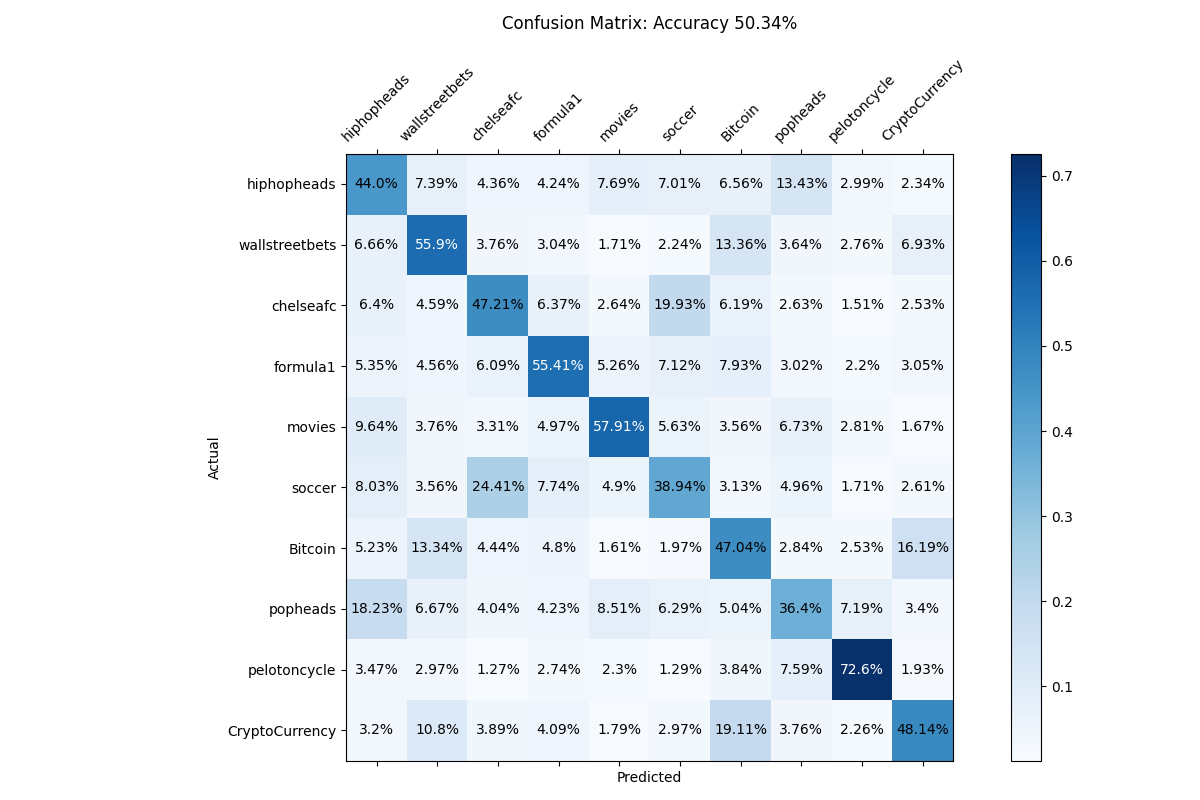 Confusion Matrix: Accuracy 50.34%
hiphopheads wallstreetbets chelseafc formula1 movies soccer Bitcoin popheads pelotoncycle CryptoCurrency
hiphopheads 44.0% 7.39% 4.36% 4.24% 7.69% 7.01% 6.56% 13.43% 2.99% 2.34%
wallstreetbets 6.66% 55.9% 3.76% 3.04% 1.71% 2.24% 13.36% 3.64% 2.76% 6.93%
chelseafc 6.4% 4.59% 47.21% 6.37% 2.64% 19.93% 6.19% 2.63% 1.51% 2.53%
formula1 5.35% 4.56% 6.09% 55.41% 5.26% 7.12% 7.93% 3.02% 2.2% 3.05%
movies 9.64% 3.76% 3.31% 4.97% 57.91% 5.63% 3.56% 6.73% 2.81% 1.67%
soccer 8.03% 3.56% 24.41% 7.74% 4.9% 38.94% 3.13% 4.96% 1.71% 2.61%
Bitcoin 5.23% 13.34% 4.44% 4.8% 1.61% 1.97% 47.04% 2.84% 2.53% 16.19%
popheads 18.23% 6.67% 4.04% 4.23% 8.51% 6.29% 5.04% 36.4% 7.19% 3.4%
pelotoncycle 3.47% 2.97% 1.27% 2.74% 2.3% 1.29% 3.84% 7.59% 72.6% 1.93%
CryptoCurrency 3.2% 10.8% 3.89% 4.09% 1.79% 2.97% 19.11% 3.76% 2.26% 48.14%
Actual
Predicted
0.7
0.6
0.5
0.4
0.3
0.2
0.1